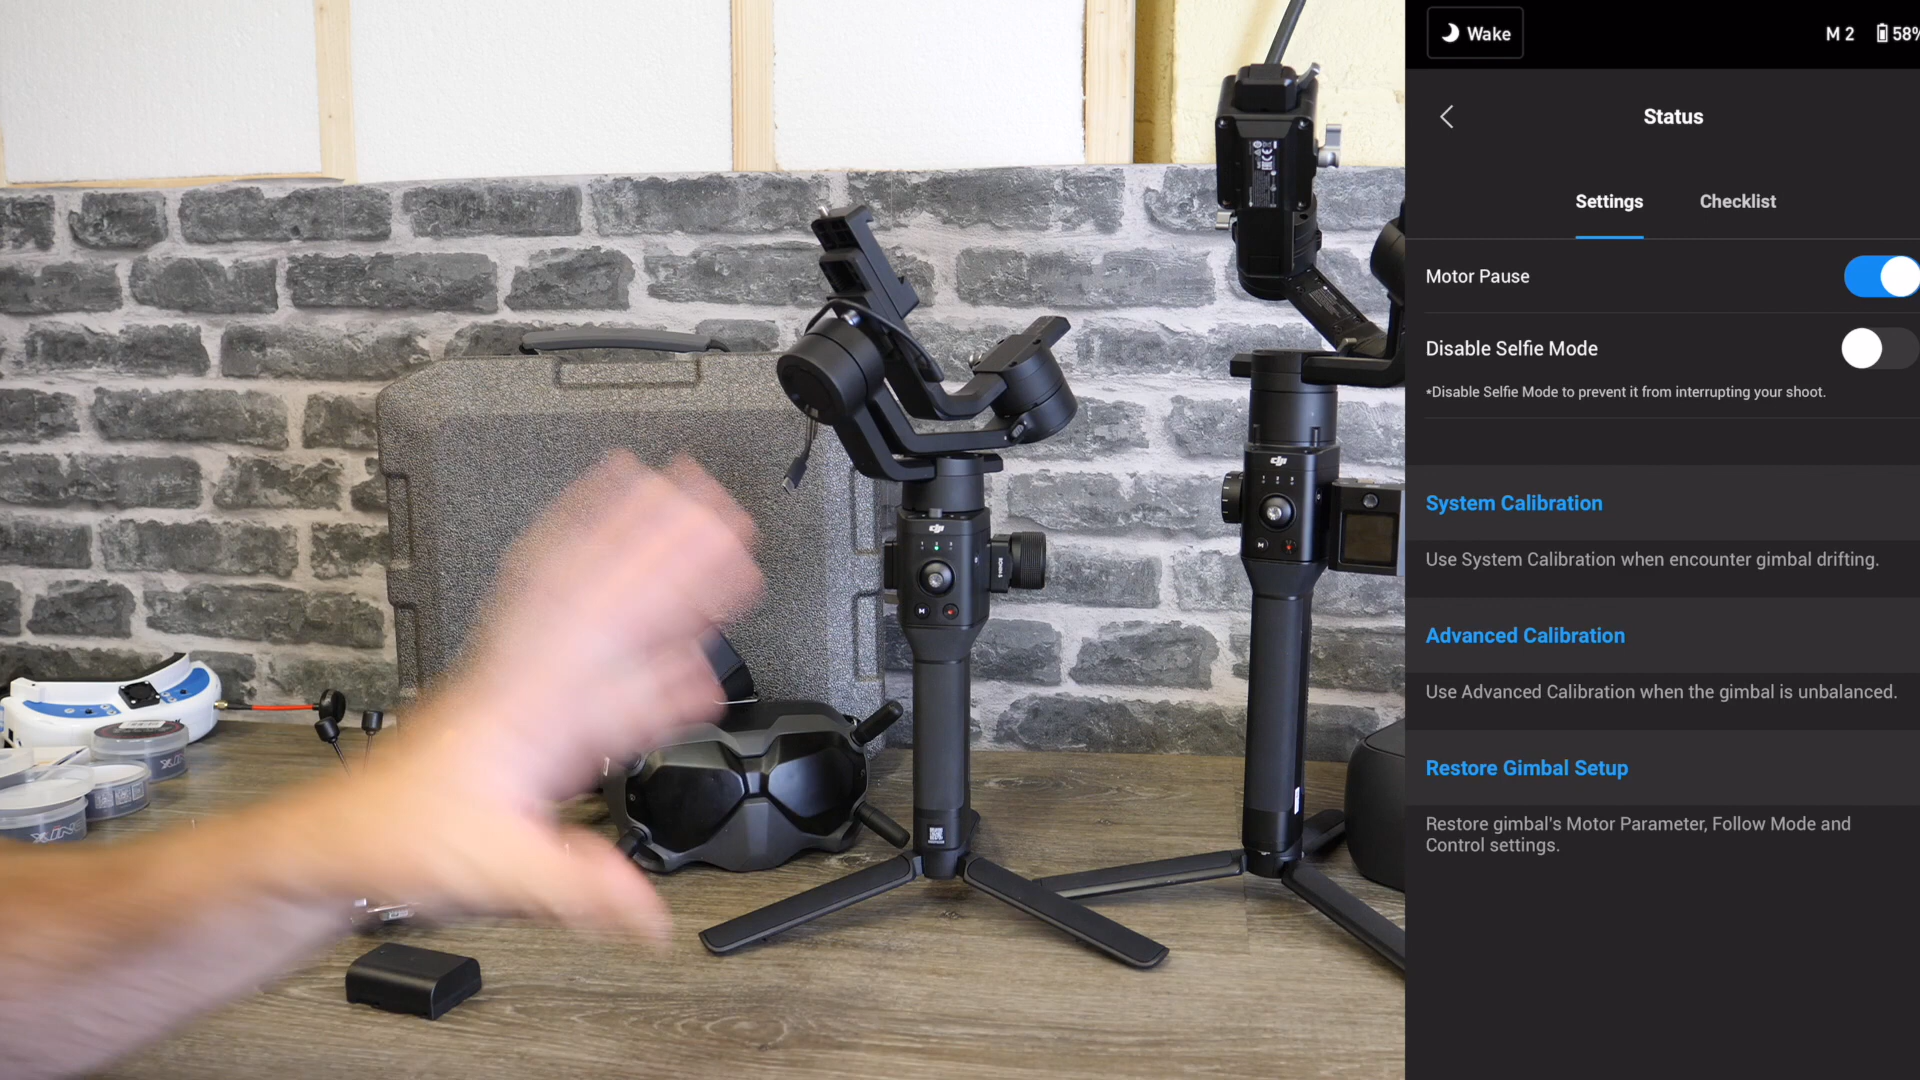 Wake
M 2
58%
Status
Settings
Checklist
Motor Pause
Disable Selfie Mode
*Disable Selfie Mode to prevent it from interrupting your shoot.
System Calibration
Use System Calibration when encounter gimbal drifting.
Advanced Calibration
Use Advanced Calibration when the gimbal is unbalanced.
Restore Gimbal Setup
Restore gimbal's Motor Parameter, Follow Mode and
Control settings.
dji
M
dji
M